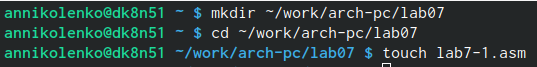 annikolenko@dk8n51 ~ $ mkdir ~/work/arch-pc/lab07
annikolenko@dk8n51 ~ $ cd ~/work/arch-pc/lab07
annikolenko@dk8n51 ~/work/arch-pc/lab07 $ touch lab7-1.asm